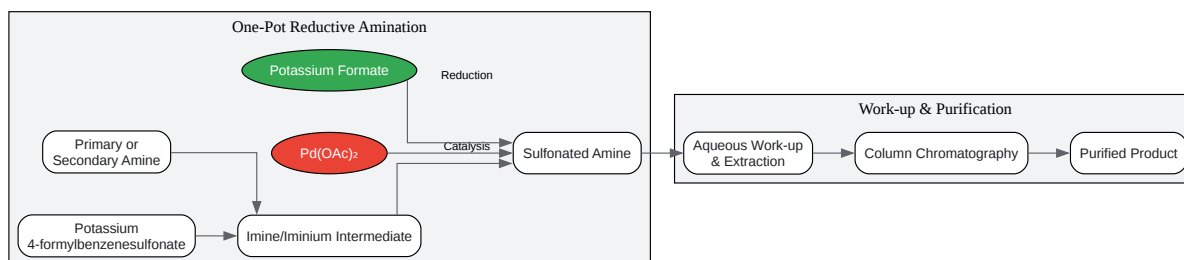 One-Pot Reductive Amination
Potassium Formate
Reduction
Primary or
Secondary Amine
Pd(OAc)₂
Catalysis
Sulfonated Amine
Potassium
4-formylbenzenesulfonate
Imine/Iminium Intermediate
Work-up & Purification
Aqueous Work-up
& Extraction
Column Chromatography
Purified Product